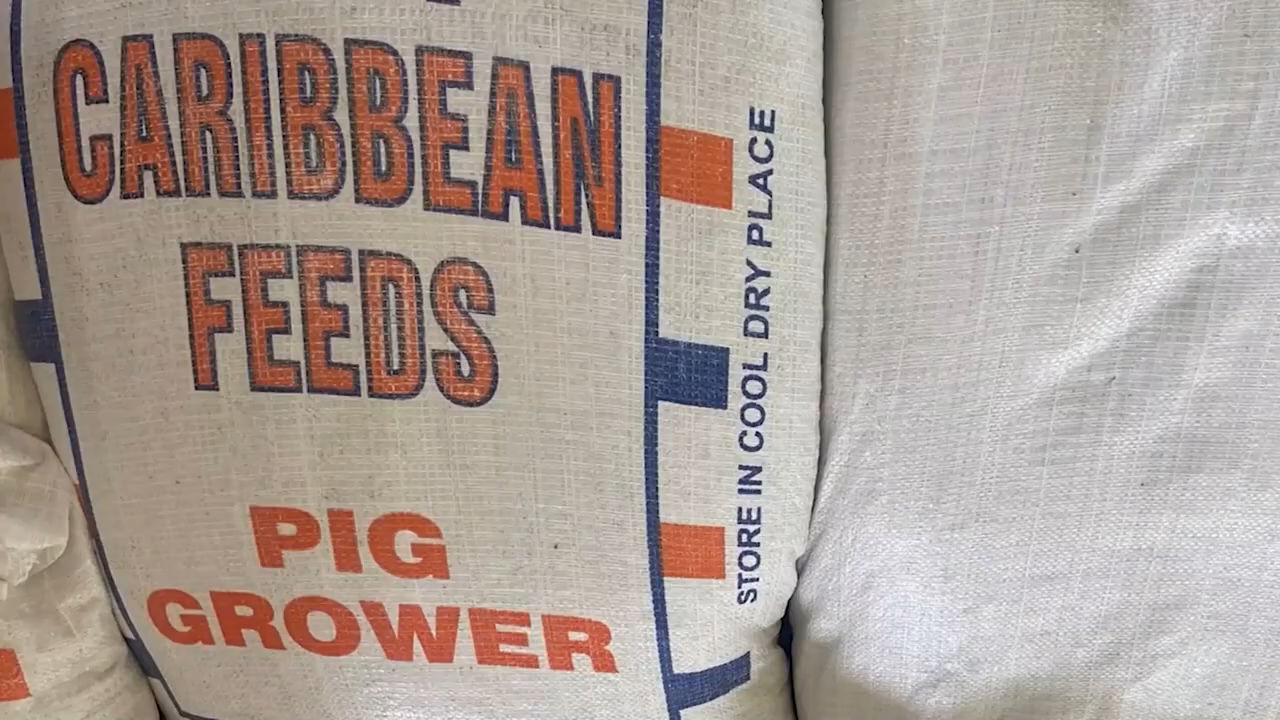 CARIBBEAN
FEEDS
PIG
GROWER
STORE IN COOL DRY PLACE